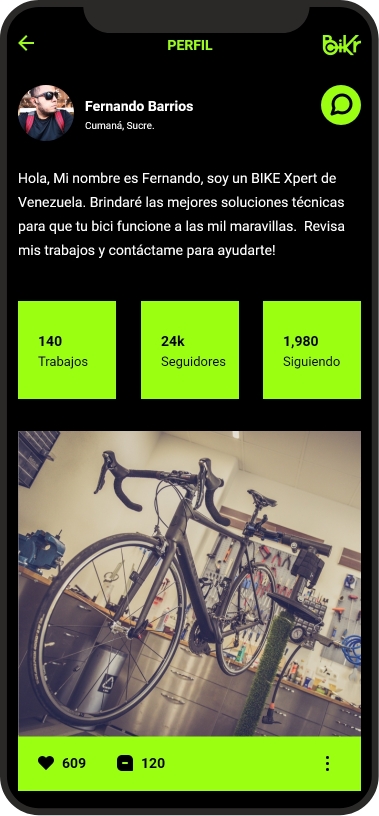 PERFIL
BiKr
Fernando Barrios
Cumaná, Sucre.
Hola, Mi nombre es Fernando, soy un BIKE Xpert de
Venezuela. Brindaré las mejores soluciones técnicas
para que tu bici funcione a las mil maravillas.  Revisa
mis trabajos y contáctame para ayudarte!
140
Trabajos
24k
Seguidores
1,980
Siguiendo
609
120